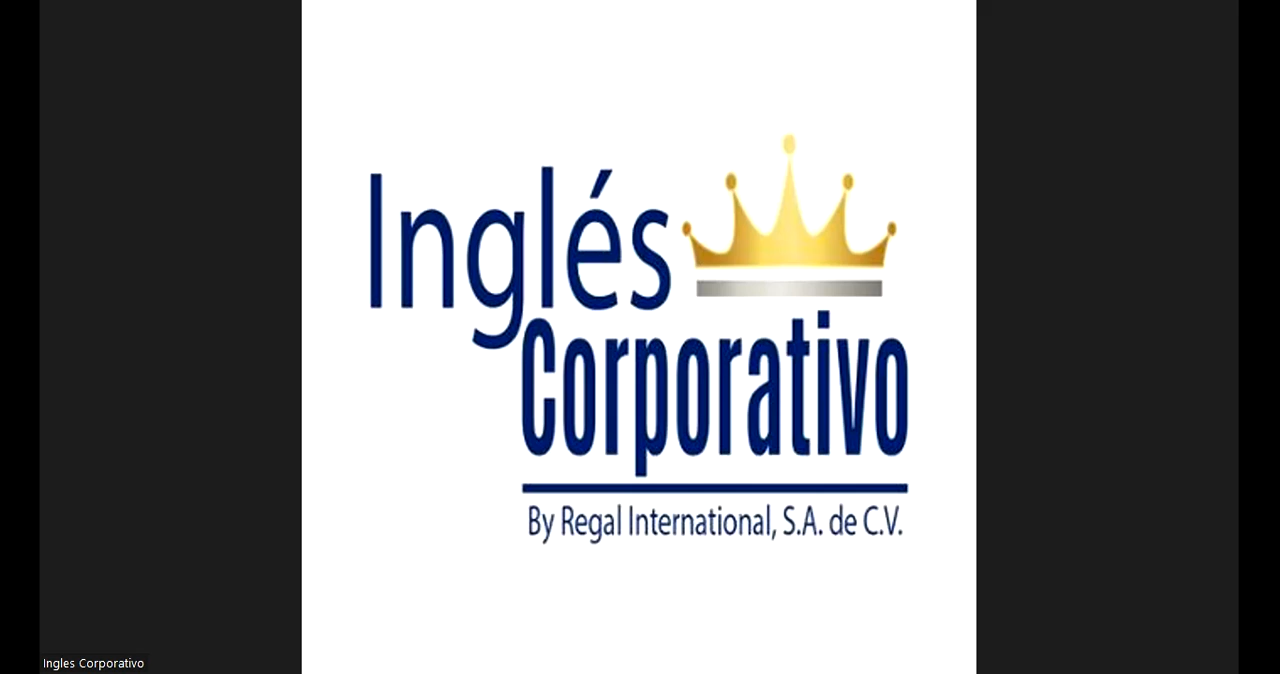 Inglés
Corporativo
By Regal International, S.A. de C.V.
Ingles Corporativo